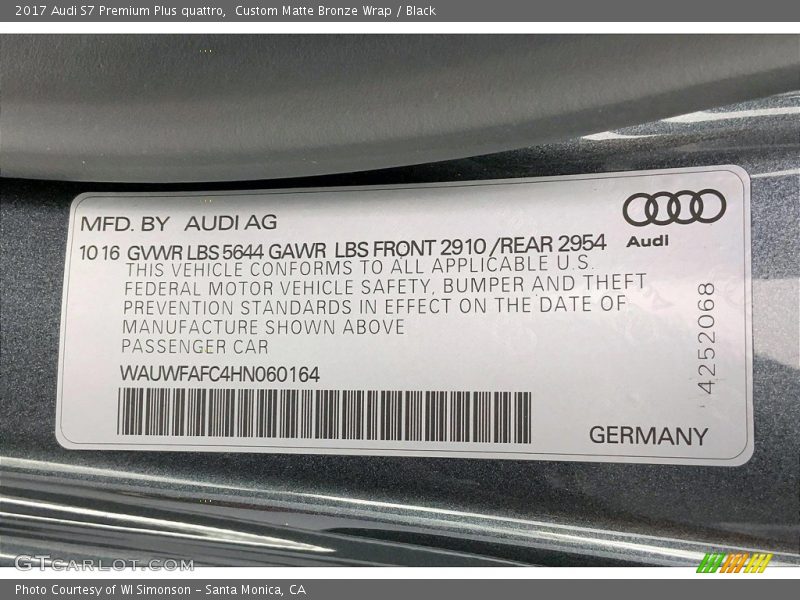 2017 Audi S7 Premium Plus quattro,  Custom Matte Bronze Wrap / Black
MFD. BY AUDI AG
Audi
10 16 GVWR LBS 5644 GAWR LBS FRONT 2910 /REAR 2954
THIS VEHICLE CONFORMS TO ALL APPLICABLE U.S.
FEDERAL MOTOR VEHICLE SAFETY, BUMPER AND THEFT
PREVENTION STANDARDS IN EFFECT ON THE DATE OF
MANUFACTURE SHOWN ABOVE
PASSENGER CAR
WAUWFAFC4HN060164
4252068
GERMANY
GTCARLOT.COM
Photo Courtesy of WI Simonson - Santa Monica, CA